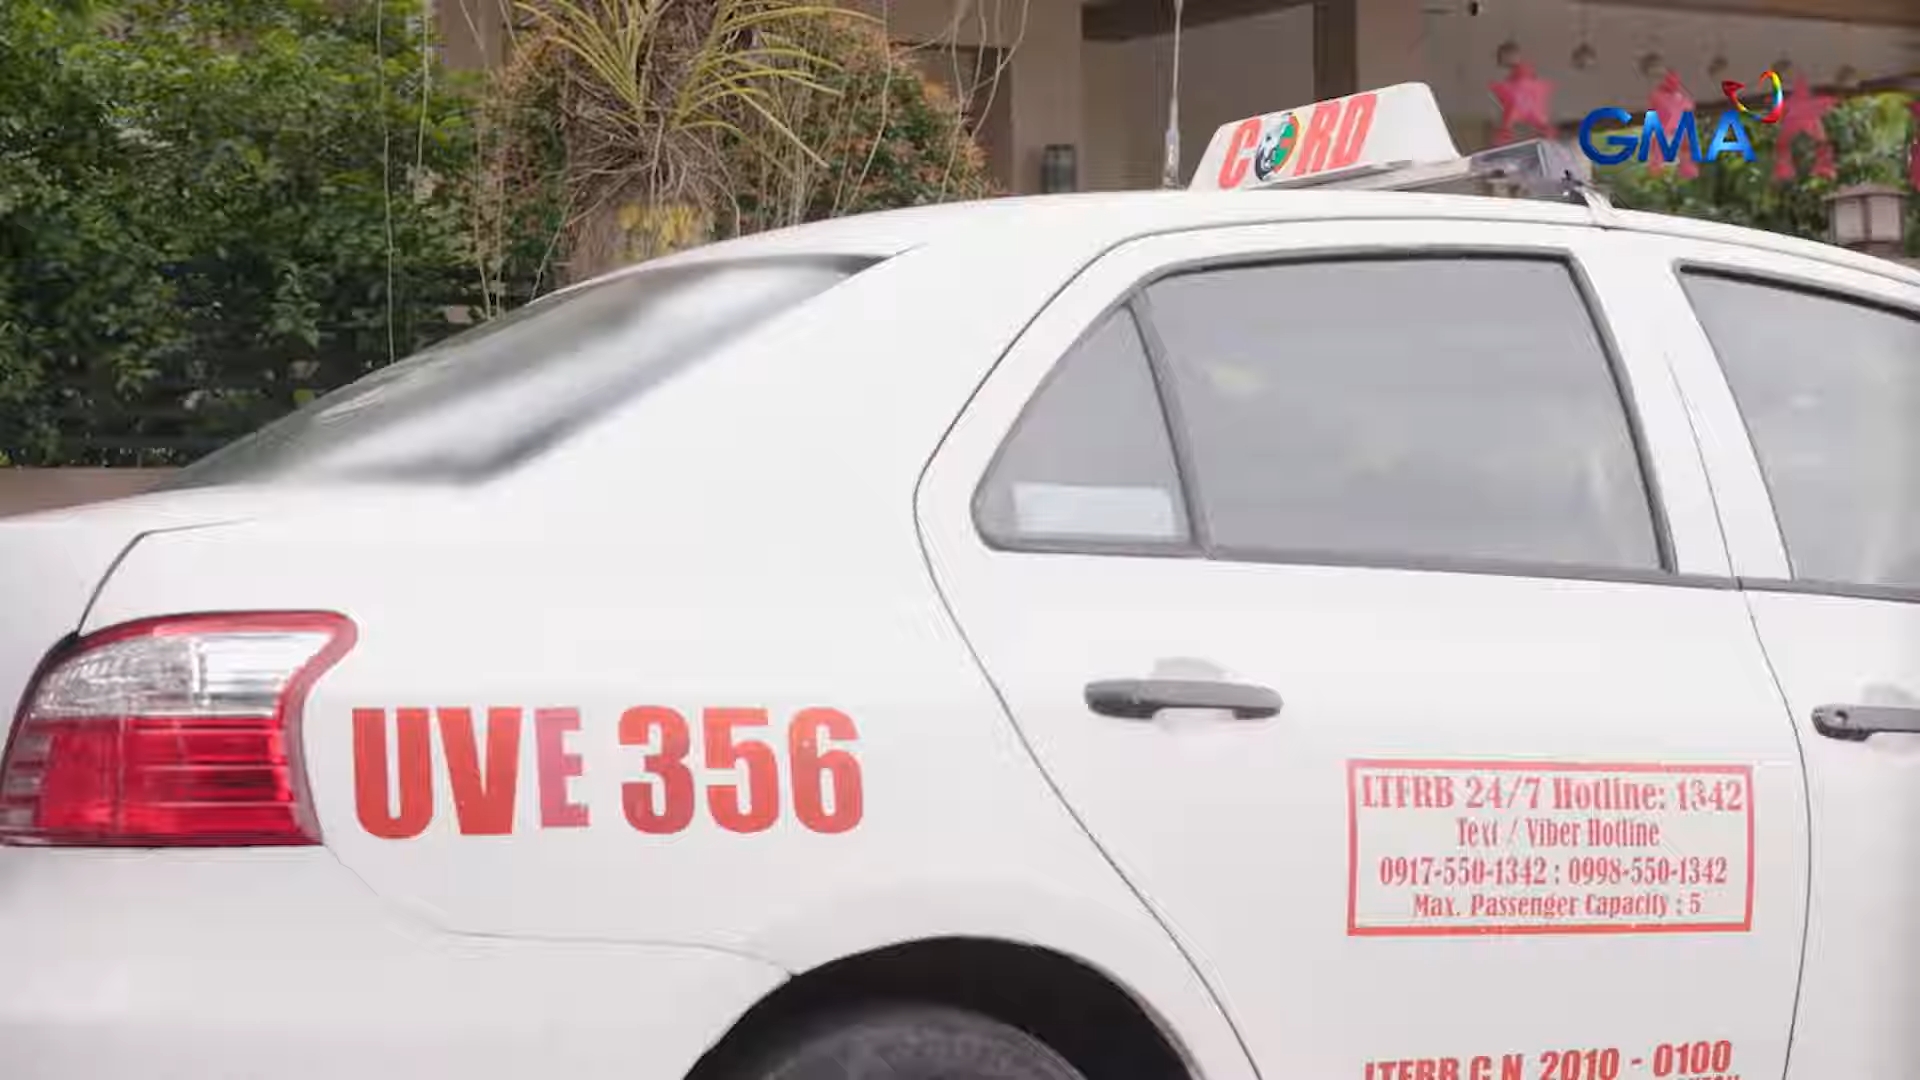 GMA
CORD
UVE 356
LTFRB 24/7 Hotline: 1342
Text / Viber Hotline
0917-550-1342 : 0998-550-1342
Max. Passenger Capacity : 5
LTFRB C.N. 2010 - 0100